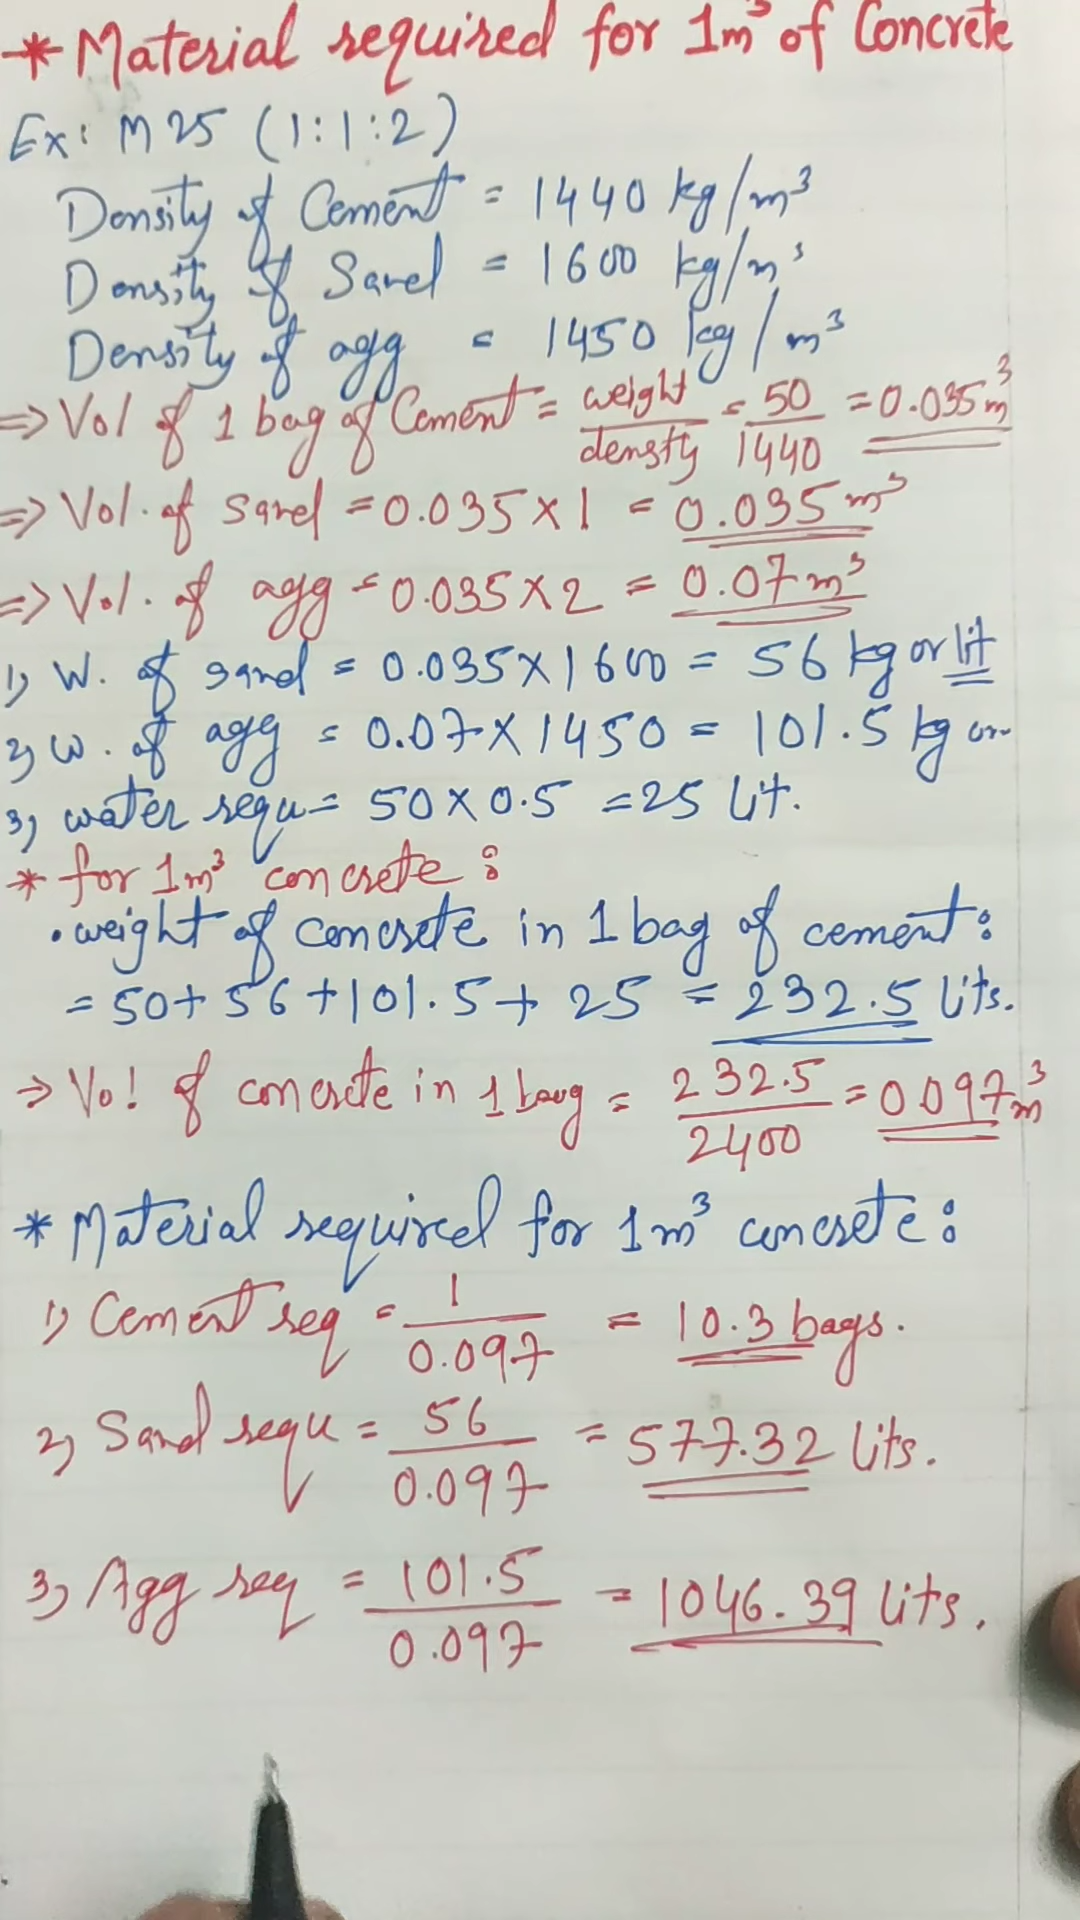 * Material required for 1m³ of Concrete
Ex: M25 (1:1:2)
Density of Cement = 1440 kg/m³
Density of Sand = 1600 kg/m³
Density of agg = 1450 kg/m³
⇒ Vol of 1 bag of Cement = weight/density = 50/1440 = 0.035m³
⇒ Vol. of sand = 0.035×1 = 0.035m³
⇒ Vol. of agg = 0.035×2 = 0.07m³
1) W. of sand = 0.035×1600 = 56 kg or lit
2) W. of agg = 0.07×1450 = 101.5 kg or
3) water requ = 50×0.5 = 25 Lit.
* for 1m³ concrete:
• weight of concrete in 1 bag of cement:
= 50+56+101.5+25 = 232.5 Lits.
→ Vol of concrete in 1 bag = 232.5/2400 = 0.097m³
* Material required for 1m³ concrete:
1) Cement req = 1/0.097 = 10.3 bags.
2) Sand requ = 56/0.097 = 577.32 Lits.
3) Agg req = 101.5/0.097 = 1046.39 Lits.